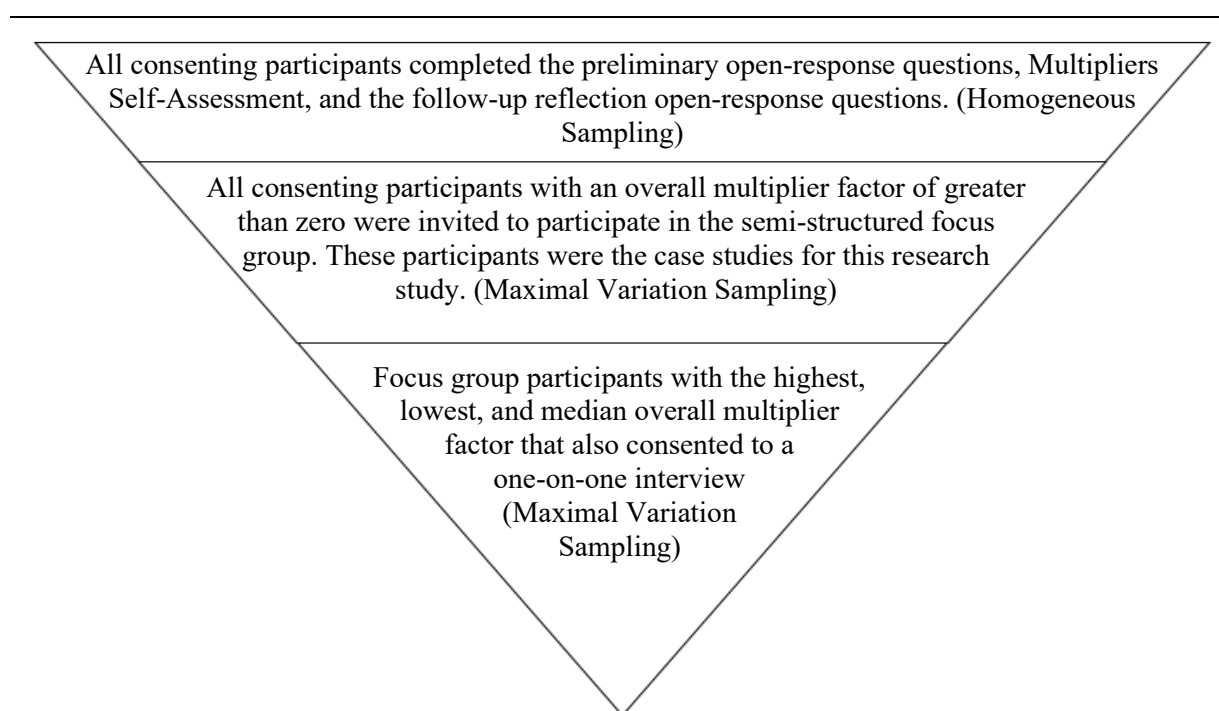 All consenting participants completed the preliminary open-response questions, Multipliers
Self-Assessment, and the follow-up reflection open-response questions. (Homogeneous
Sampling)
All consenting participants with an overall multiplier factor of greater
than zero were invited to participate in the semi-structured focus
group. These participants were the case studies for this research
study. (Maximal Variation Sampling)
Focus group participants with the highest,
lowest, and median overall multiplier
factor that also consented to a
one-on-one interview
(Maximal Variation
Sampling)